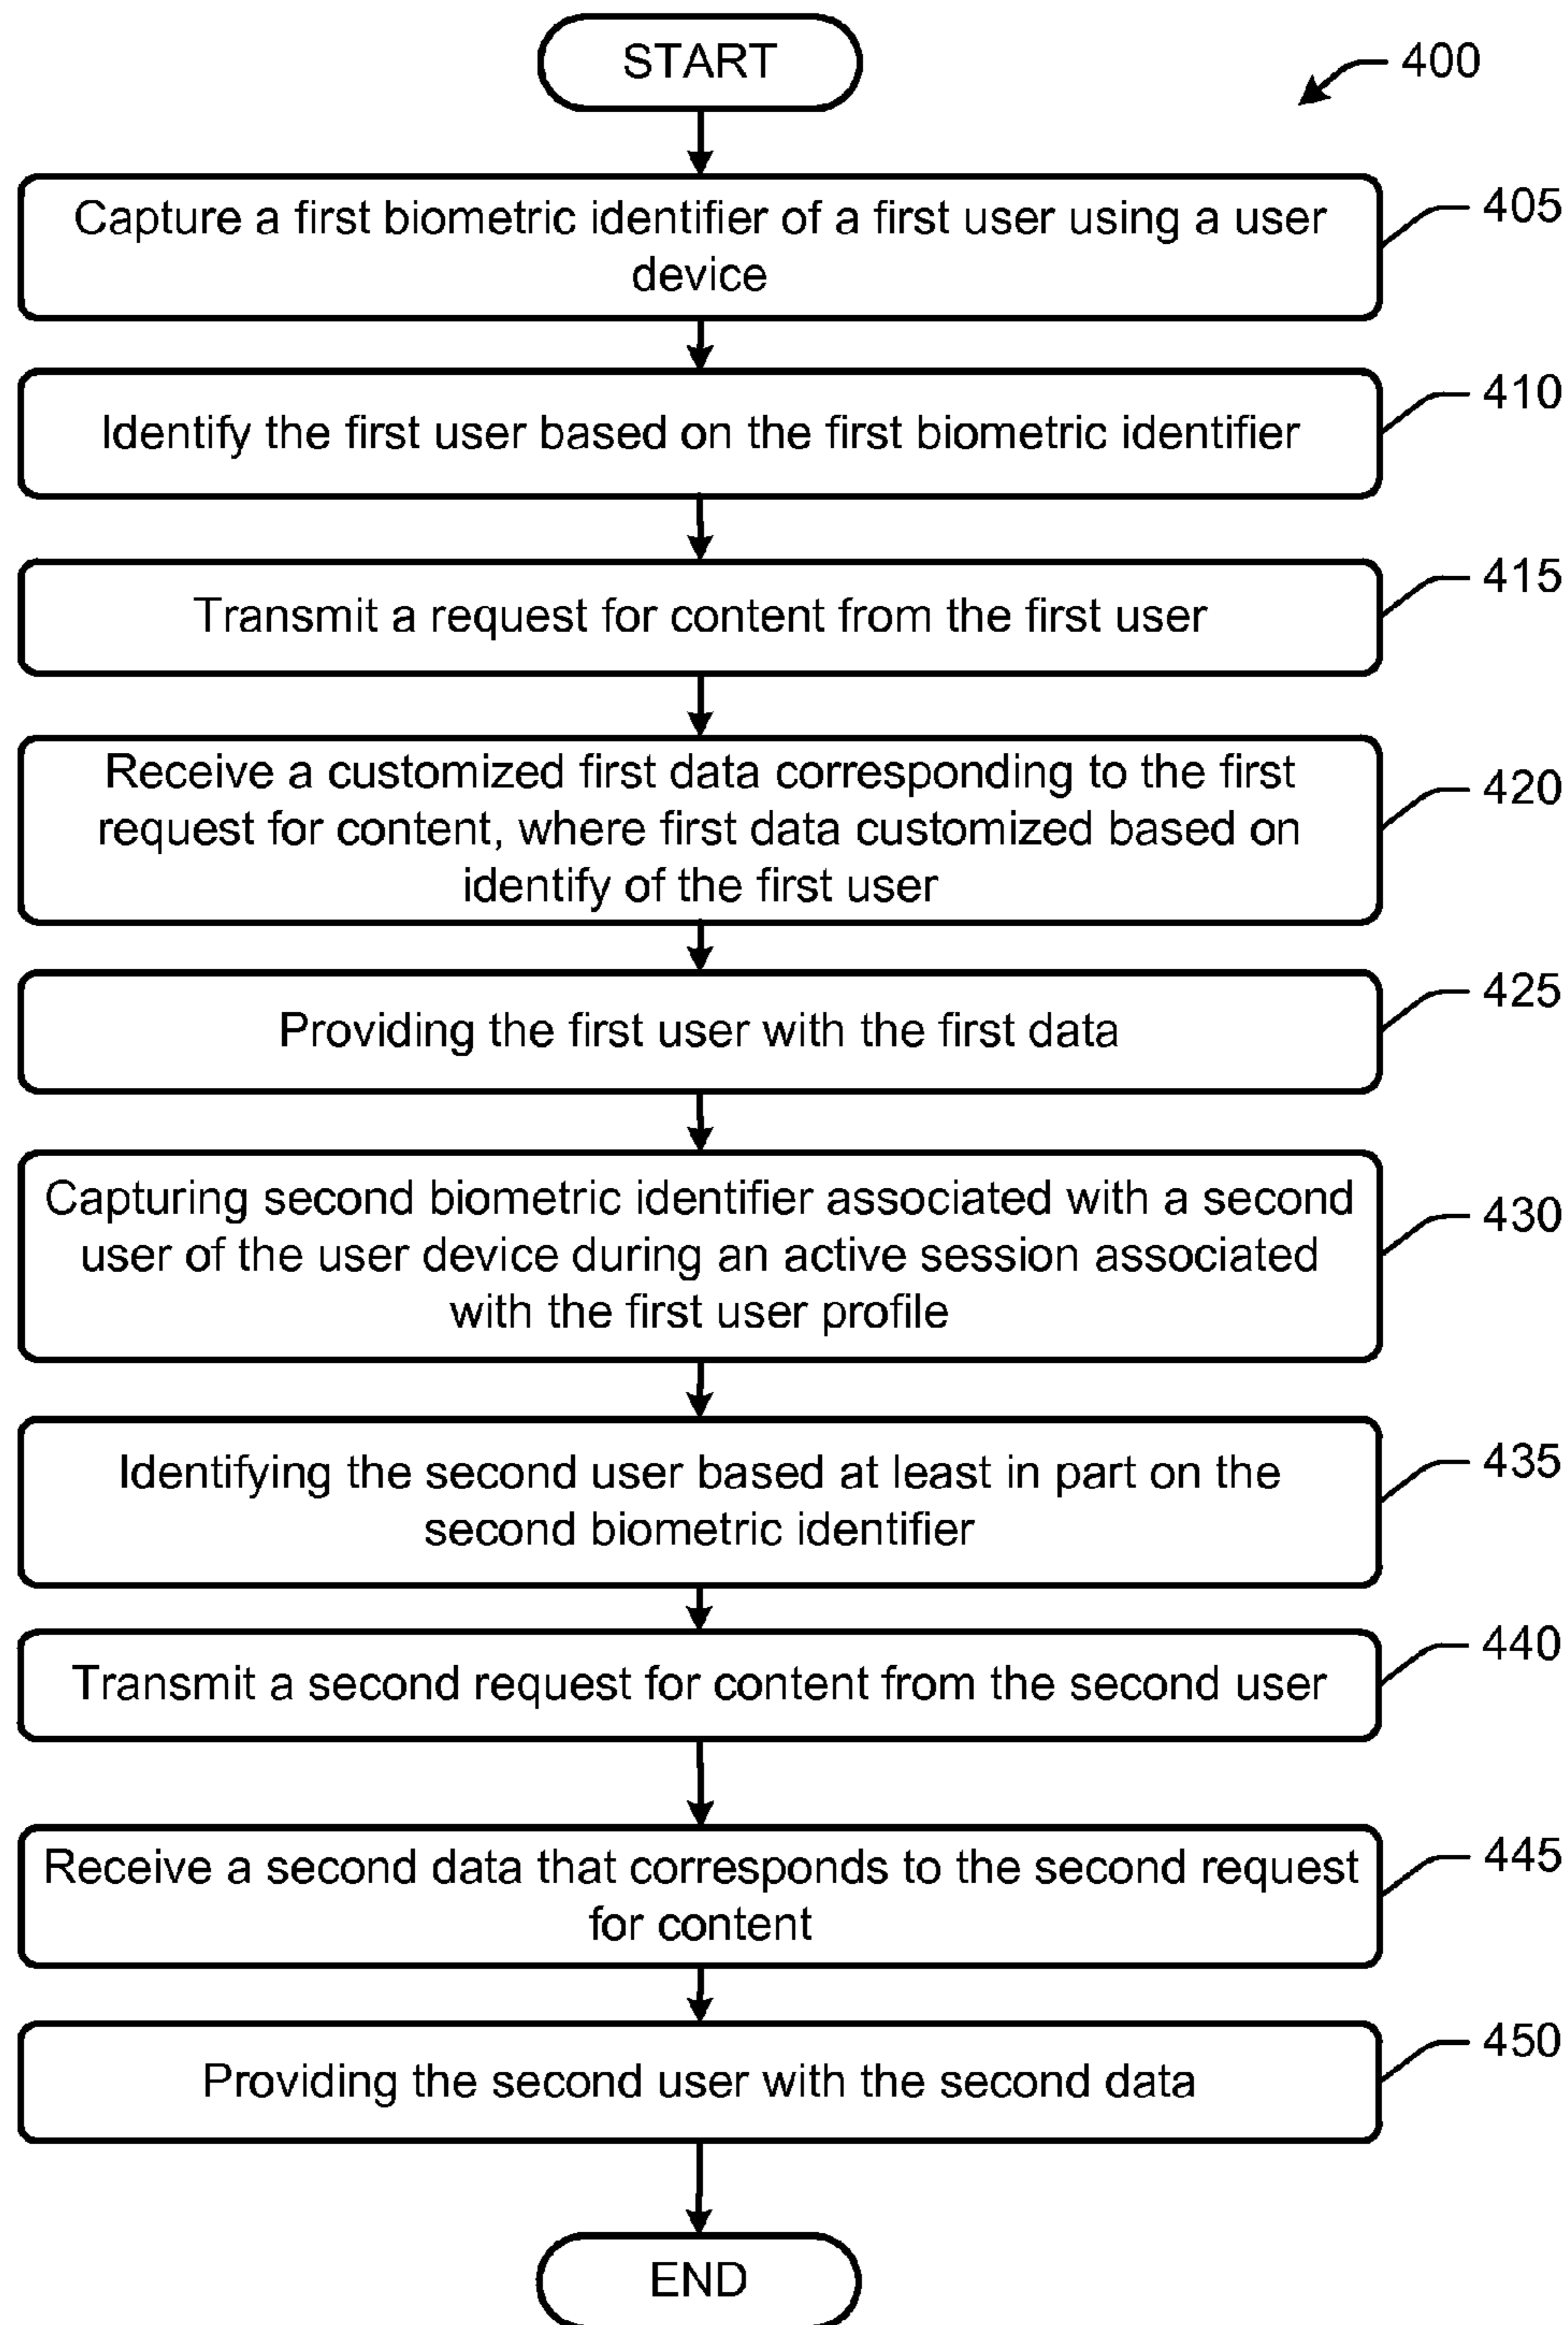 START
400
Capture a first biometric identifier of a first user using a user
device
405
Identify the first user based on the first biometric identifier
410
Transmit a request for content from the first user
415
Receive a customized first data corresponding to the first
request for content, where first data customized based on
identify of the first user
420
Providing the first user with the first data
425
Capturing second biometric identifier associated with a second
user of the user device during an active session associated
with the first user profile
430
Identifying the second user based at least in part on the
second biometric identifier
435
Transmit a second request for content from the second user
440
Receive a second data that corresponds to the second request
for content
445
Providing the second user with the second data
450
END